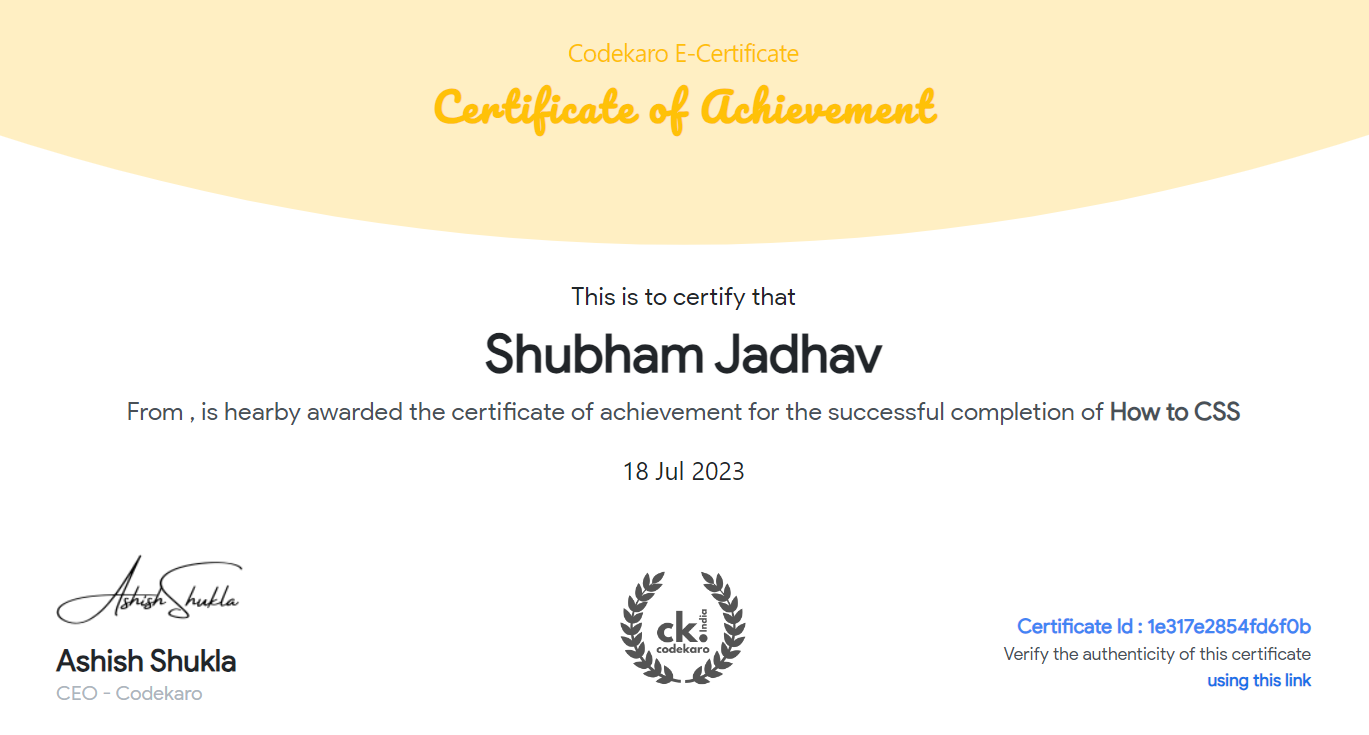 Codekaro E-Certificate
Certificate of Achievement
This is to certify that
Shubham Jadhav
From , is hearby awarded the certificate of achievement for the successful completion of How to CSS
18 Jul 2023
Ashish Shukla
Ashish Shukla
CEO - Codekaro
ck.
India
codekaro
Certificate Id : 1e317e2854fd6f0b
Verify the authenticity of this certificate
using this link